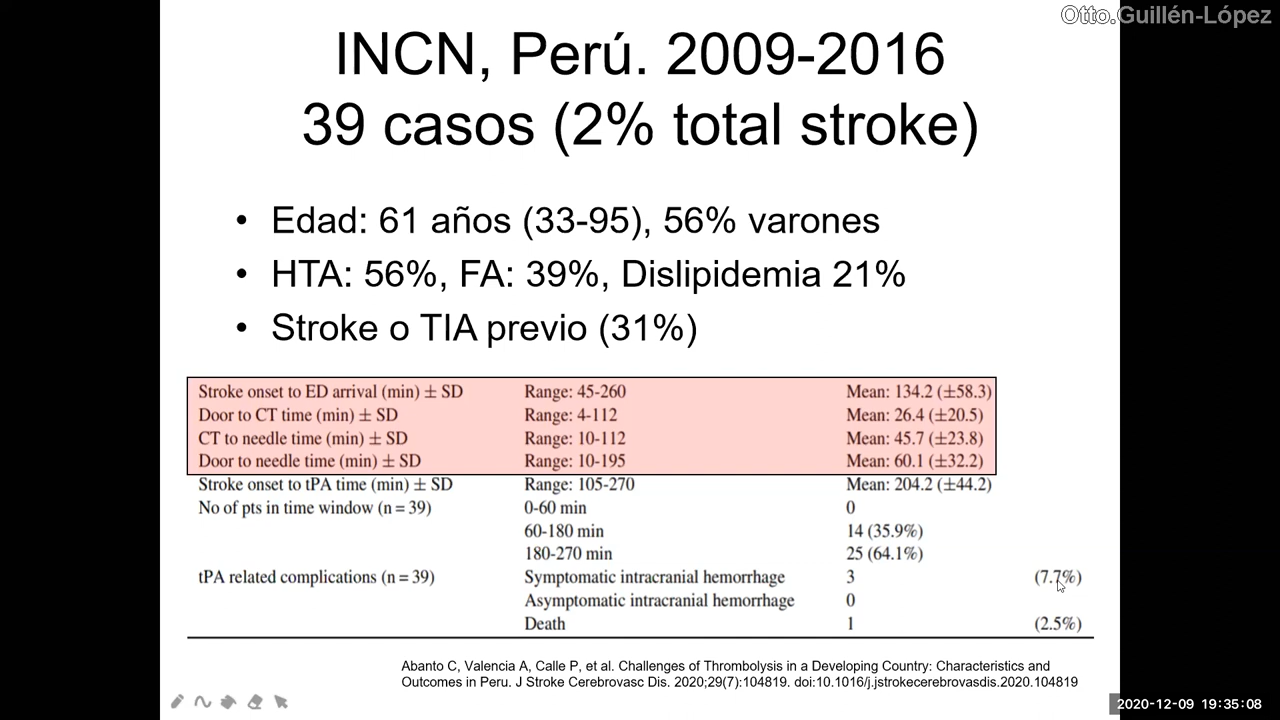 Otto.Guillén-López
INCN, Perú. 2009-2016
39 casos (2% total stroke)
• Edad: 61 años (33-95), 56% varones
• HTA: 56%, FA: 39%, Dislipidemia 21%
• Stroke o TIA previo (31%)
Stroke onset to ED arrival (min) ± SD Range: 45-260 Mean: 134.2 (±58.3)
Door to CT time (min) ± SD Range: 4-112 Mean: 26.4 (±20.5)
CT to needle time (min) ± SD Range: 10-112 Mean: 45.7 (±23.8)
Door to needle time (min) ± SD Range: 10-195 Mean: 60.1 (±32.2)
Stroke onset to tPA time (min) ± SD Range: 105-270 Mean: 204.2 (±44.2)
No of pts in time window (n = 39) 0-60 min 0
60-180 min 14 (35.9%)
180-270 min 25 (64.1%)
tPA related complications (n = 39) Symptomatic intracranial hemorrhage 3 (7.7%)
Asymptomatic intracranial hemorrhage 0
Death 1 (2.5%)
Abanto C, Valencia A, Calle P, et al. Challenges of Thrombolysis in a Developing Country: Characteristics and
Outcomes in Peru. J Stroke Cerebrovasc Dis. 2020;29(7):104819. doi:10.1016/j.jstrokecerebrovasdis.2020.104819
2020-12-09 19:35:08